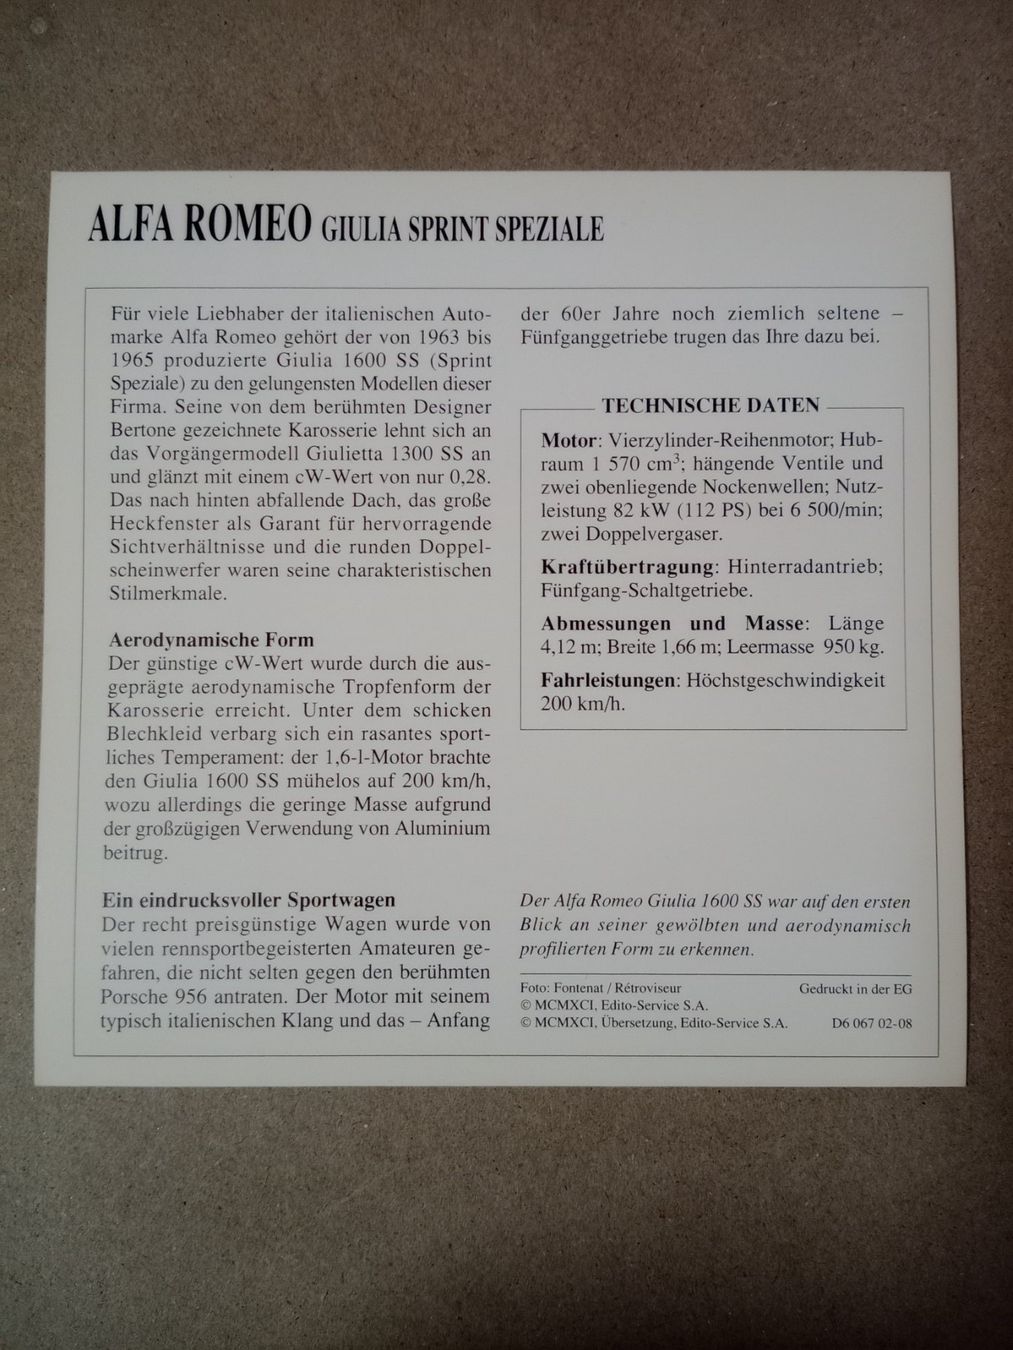 ALFA ROMEO GIULIA SPRINT SPEZIALE
Für viele Liebhaber der italienischen Auto-
marke Alfa Romeo gehört der von 1963 bis
1965 produzierte Giulia 1600 SS (Sprint
Speziale) zu den gelungensten Modellen dieser
Firma. Seine von dem berühmten Designer
Bertone gezeichnete Karosserie lehnt sich an
das Vorgängermodell Giulietta 1300 SS an
und glänzt mit einem cW-Wert von nur 0,28.
Das nach hinten abfallende Dach, das große
Heckfenster als Garant für hervorragende
Sichtverhältnisse und die runden Doppel-
scheinwerfer waren seine charakteristischen
Stilmerkmale.
Aerodynamische Form
Der günstige cW-Wert wurde durch die aus-
geprägte aerodynamische Tropfenform der
Karosserie erreicht. Unter dem schicken
Blechkleid verbarg sich ein rasantes sport-
liches Temperament: der 1,6-l-Motor brachte
den Giulia 1600 SS mühelos auf 200 km/h,
wozu allerdings die geringe Masse aufgrund
der großzügigen Verwendung von Aluminium
beitrug.
Ein eindrucksvoller Sportwagen
Der recht preisgünstige Wagen wurde von
vielen rennsportbegeisterten Amateuren ge-
fahren, die nicht selten gegen den berühmten
Porsche 956 antraten. Der Motor mit seinem
typisch italienischen Klang und das – Anfang
der 60er Jahre noch ziemlich seltene –
Fünfganggetriebe trugen das Ihre dazu bei.
TECHNISCHE DATEN
Motor: Vierzylinder-Reihenmotor; Hub-
raum 1 570 cm³; hängende Ventile und
zwei obenliegende Nockenwellen; Nutz-
leistung 82 kW (112 PS) bei 6 500/min;
zwei Doppelvergaser.
Kraftübertragung: Hinterradantrieb;
Fünfgang-Schaltgetriebe.
Abmessungen und Masse: Länge
4,12 m; Breite 1,66 m; Leermasse 950 kg.
Fahrleistungen: Höchstgeschwindigkeit
200 km/h.
Der Alfa Romeo Giulia 1600 SS war auf den ersten
Blick an seiner gewölbten und aerodynamisch
profilierten Form zu erkennen.
Foto: Fontenat / Rétroviseur Gedruckt in der EG
© MCMXCI, Edito-Service S.A.
© MCMXCI, Übersetzung, Edito-Service S.A. D6 067 02-08